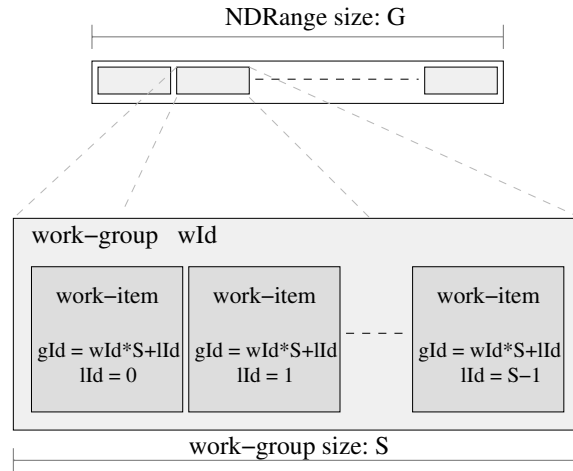 NDRange size: G
work-group wId
work-item work-item work-item
gId = wId*S+lId gId = wId*S+lId gId = wId*S+lId
lId = 0 lId = 1 lId = S-1
work-group size: S